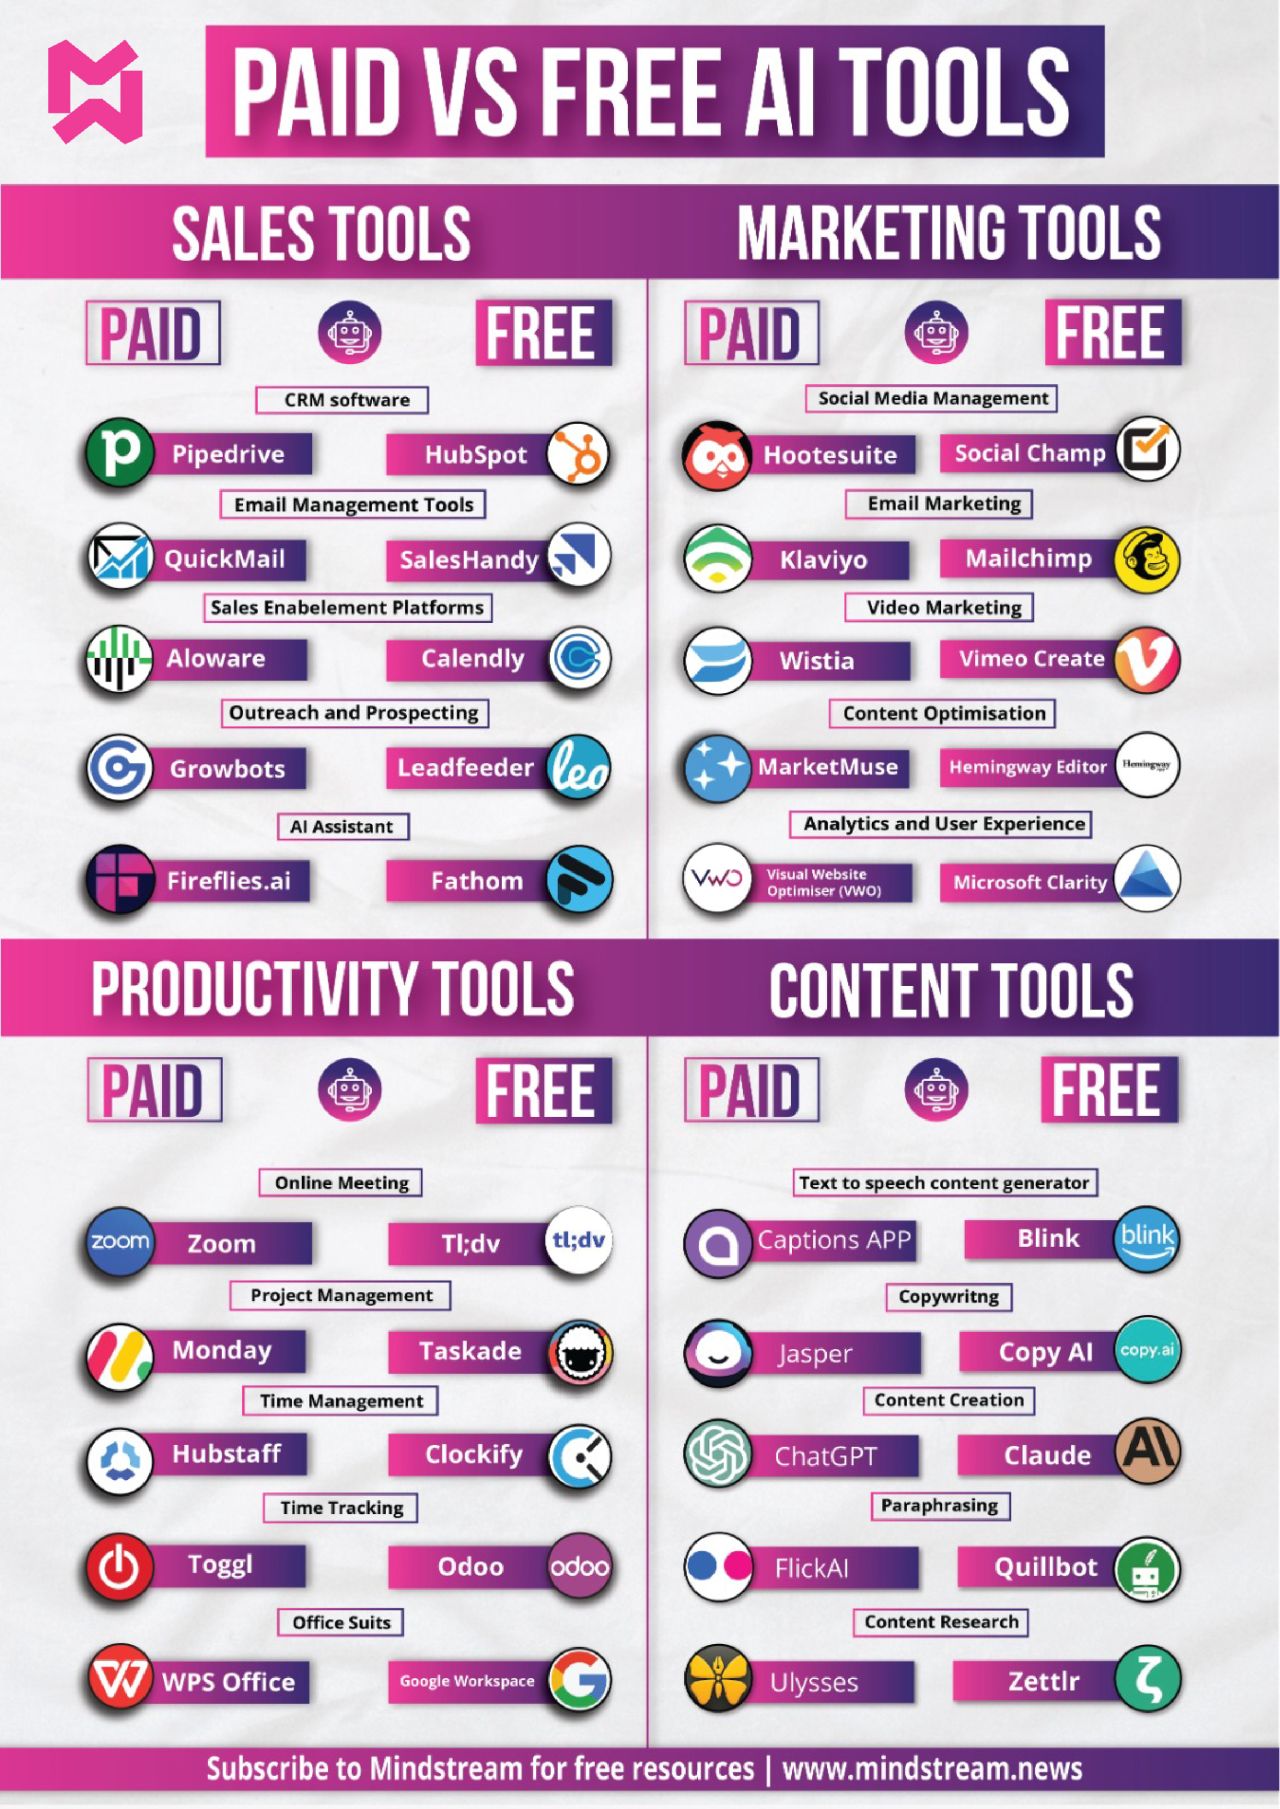 PAID VS FREE AI TOOLS
SALES TOOLS
PAID
FREE
CRM software
p Pipedrive
HubSpot
Email Management Tools
QuickMail
SalesHandy
Sales Enabelement Platforms
Aloware
Calendly
Outreach and Prospecting
Growbots
Leadfeeder leo
AI Assistant
Fireflies.ai
Fathom
MARKETING TOOLS
PAID
FREE
Social Media Management
Hootesuite
Social Champ
Email Marketing
Klaviyo
Mailchimp
Video Marketing
Wistia
Vimeo Create
Content Optimisation
MarketMuse
Hemingway Editor Hemingway
Analytics and User Experience
VWO Visual Website
Optimiser (VWO)
Microsoft Clarity
PRODUCTIVITY TOOLS
PAID
FREE
Online Meeting
zoom Zoom
Tl;dv tl;dv
Project Management
Monday
Taskade
Time Management
Hubstaff
Clockify
Time Tracking
Toggl
Odoo odoo
Office Suits
WPS Office
Google Workspace
CONTENT TOOLS
PAID
FREE
Text to speech content generator
Captions APP
Blink blink
Copywritng
Jasper
Copy AI copy.ai
Content Creation
ChatGPT
Claude AI
Paraphrasing
FlickAI
Quillbot
Content Research
Ulysses
Zettlr
Subscribe to Mindstream for free resources | www.mindstream.news